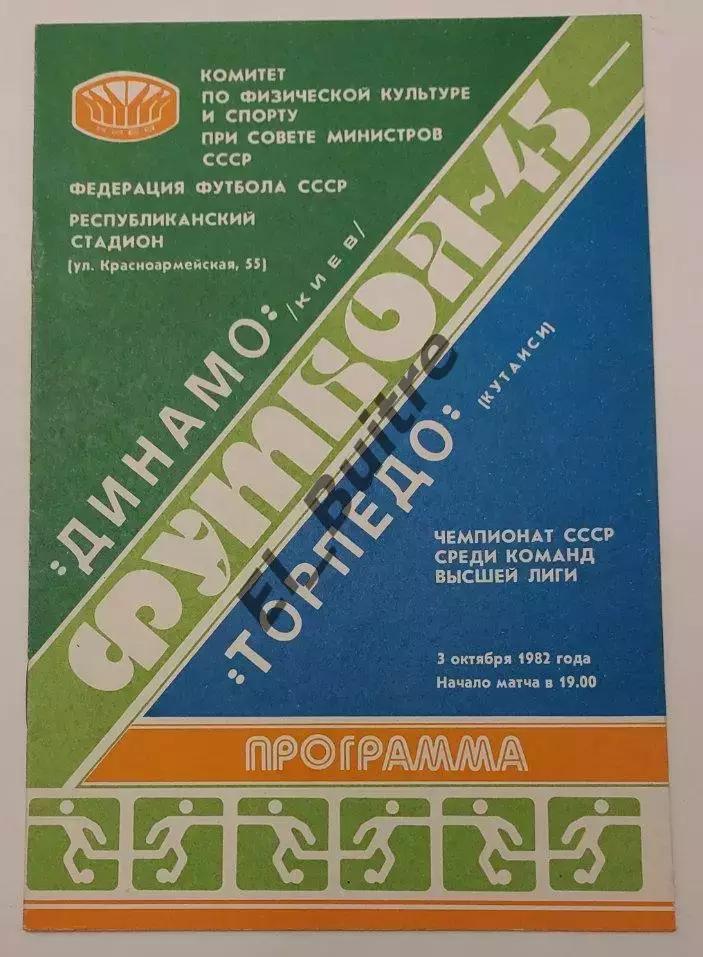 КОМИТЕТ
ПО ФИЗИЧЕСКОЙ КУЛЬТУРЕ
И СПОРТУ
ПРИ СОВЕТЕ МИНИСТРОВ
СССР
ФЕДЕРАЦИЯ ФУТБОЛА СССР
РЕСПУБЛИКАНСКИЙ
СТАДИОН
(ул. Красноармейская, 55)
:ДИНАМО: /КИЕВ/
ФУТБОЛ-45
:ТОРПЕДО: (КУТАИСИ)
El_Buitre
ЧЕМПИОНАТ СССР
СРЕДИ КОМАНД
ВЫСШЕЙ ЛИГИ
3 октября 1982 года
Начало матча в 19.00
ПРОГРАММА